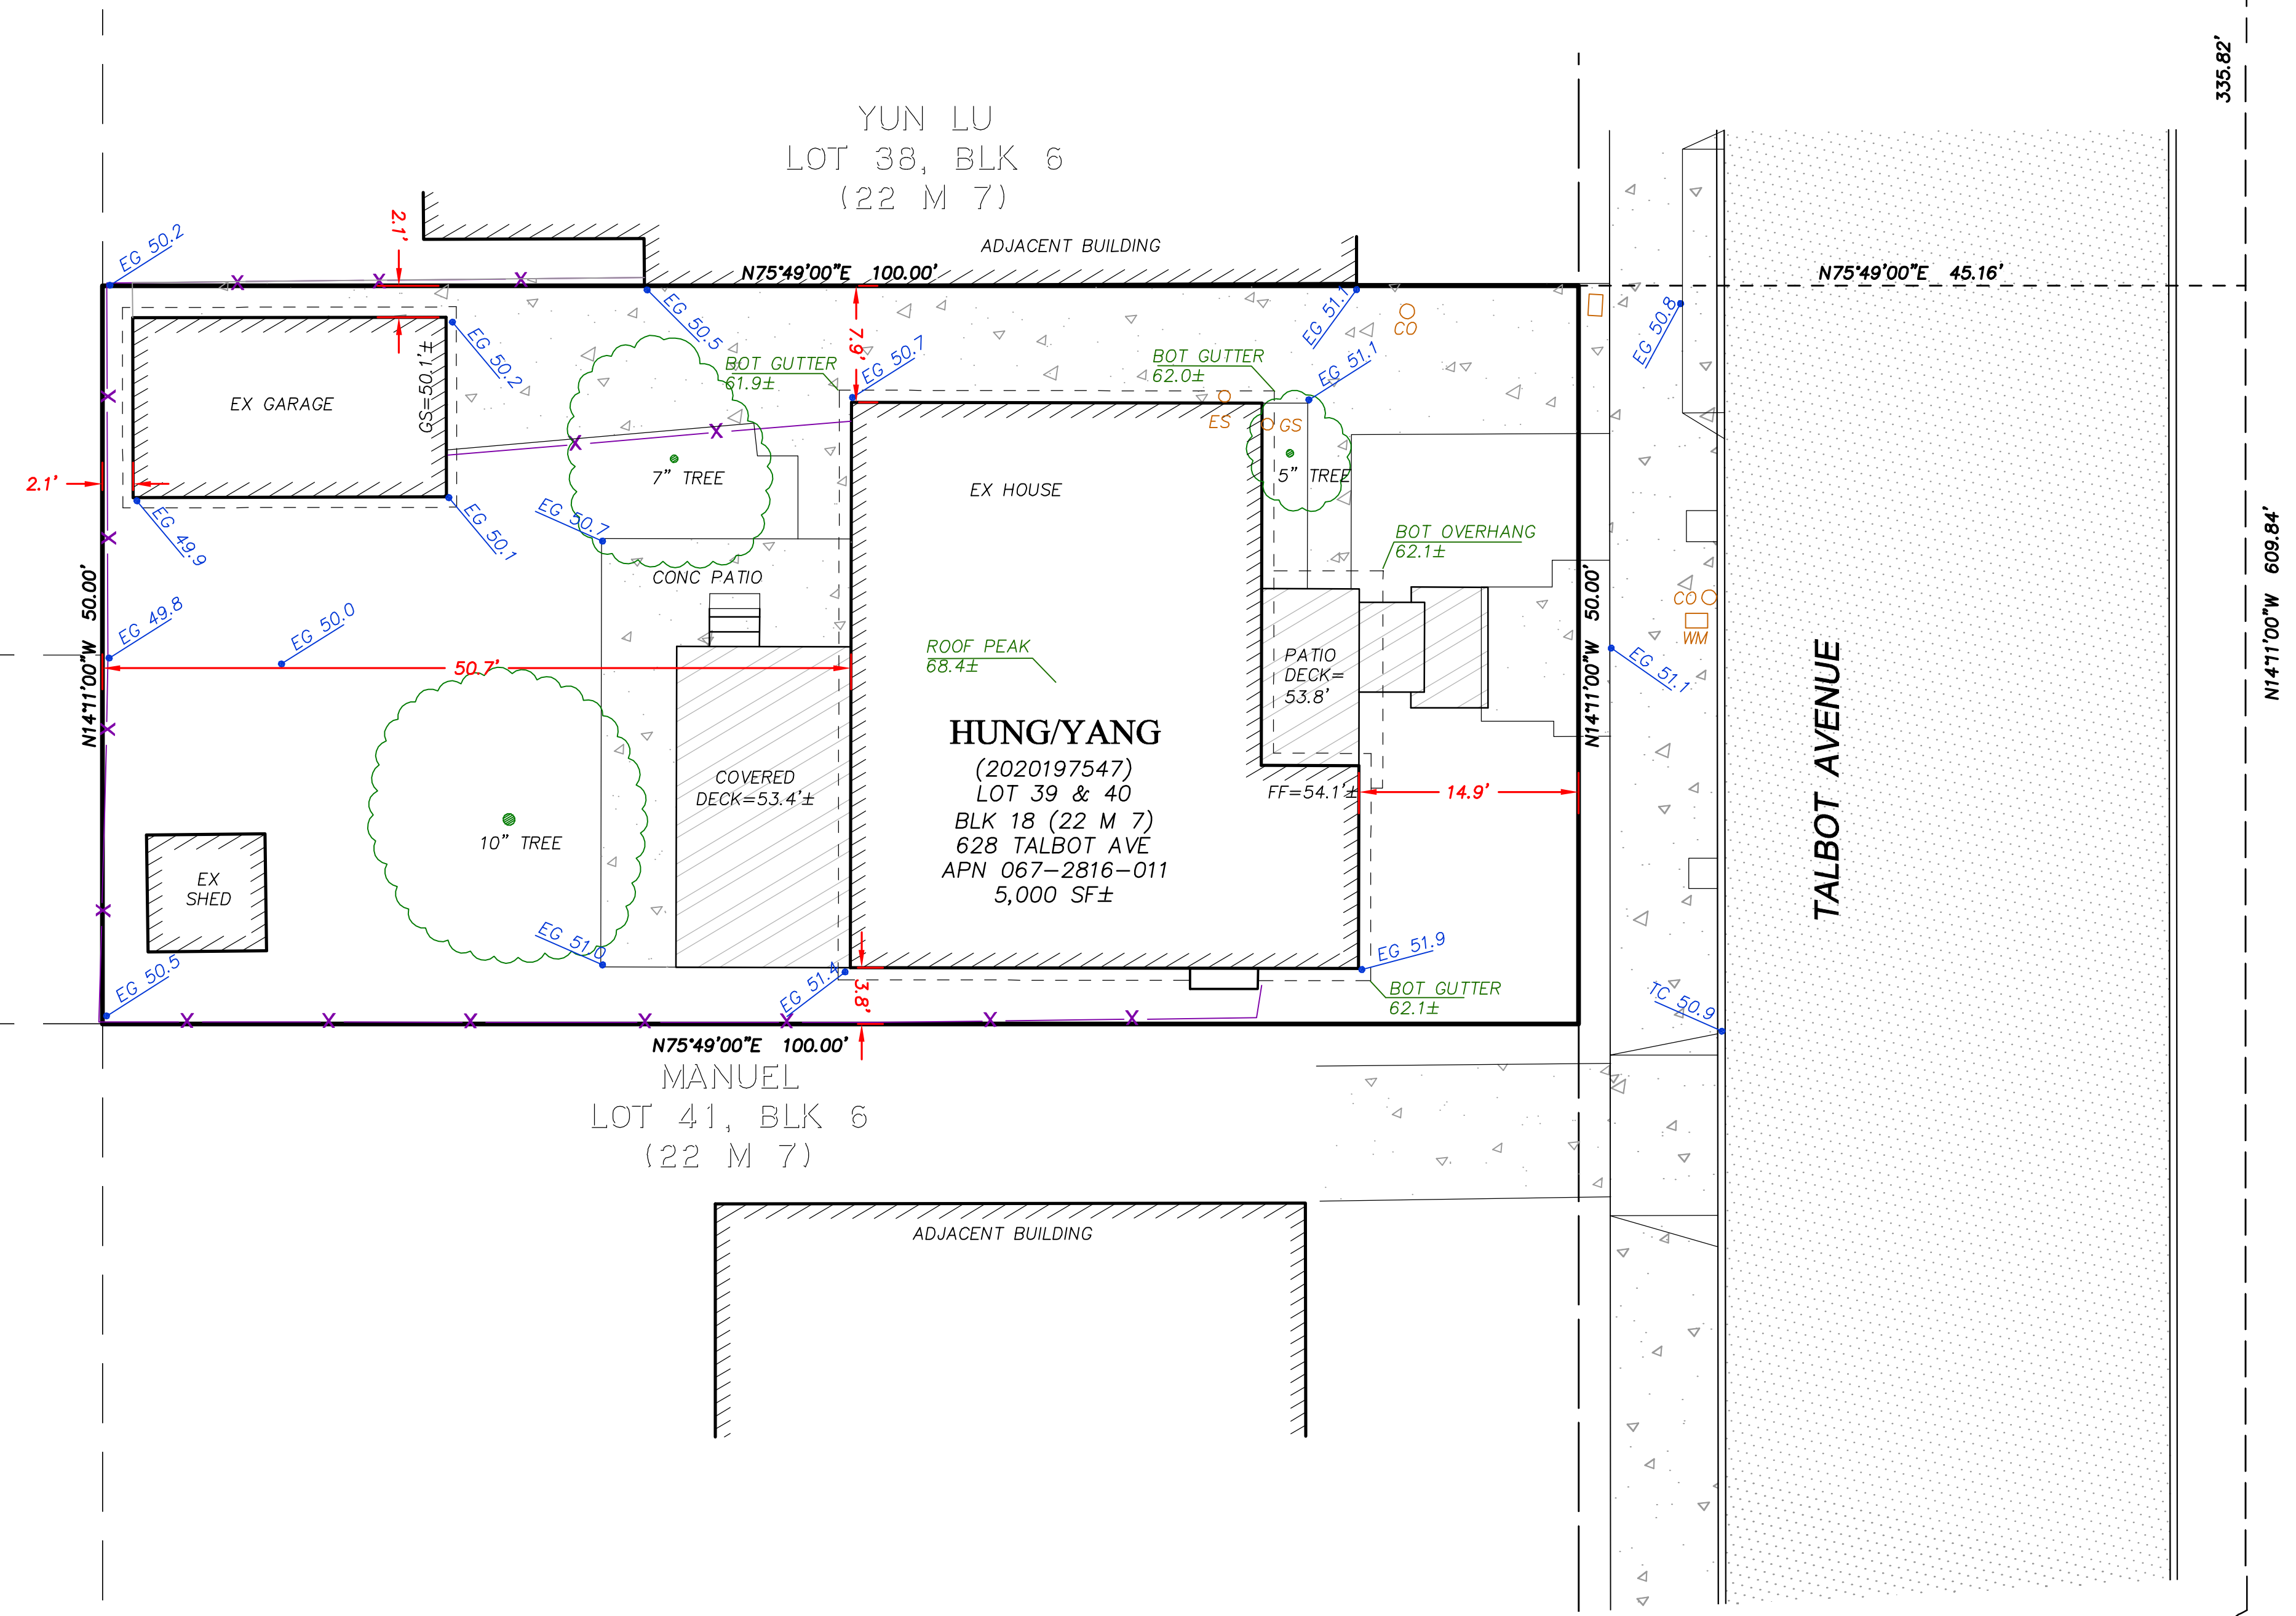 335.82'
YUN LU
LOT 38, BLK 6
(22 M 7)
2.1'
EG 50.2
ADJACENT BUILDING
N75°49'00"E 100.00'
N75°49'00"E 45.16'
EG 50.5
EG 51.1
CO
EG 50.8
7.9'
EG 50.7
EG 50.2
GS=50.1'±
BOT GUTTER
61.9±
BOT GUTTER
62.0±
EG 51.1
EX GARAGE
ES
GS
2.1'
7" TREE
EX HOUSE
5" TREE
EG 49.9
EG 50.1
EG 50.7
BOT OVERHANG
62.1±
N14°11'00"W 609.84'
CONC PATIO
N14°11'00"W 50.00'
EG 49.8
EG 50.0
N14°11'00"W 50.00'
CO
WM
50.7'
ROOF PEAK
68.4±
PATIO
DECK=
53.8'
EG 51.1
TALBOT AVENUE
HUNG/YANG
(2020197547)
LOT 39 & 40
BLK 18 (22 M 7)
628 TALBOT AVE
APN 067-2816-011
5,000 SF±
COVERED
DECK=53.4'±
FF=54.1'±
14.9'
10" TREE
EX
SHED
EG 51.0
EG 51.4
EG 51.9
EG 50.5
3.8'
BOT GUTTER
62.1±
TC 50.9
N75°49'00"E 100.00'
MANUEL
LOT 41, BLK 6
(22 M 7)
ADJACENT BUILDING